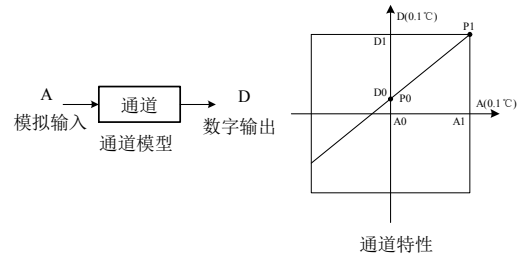 A
模拟输入
通道
通道模型
D
数字输出
D(0.1℃)
P1
D1
D0
P0
A(0.1℃)
A0
A1
通道特性